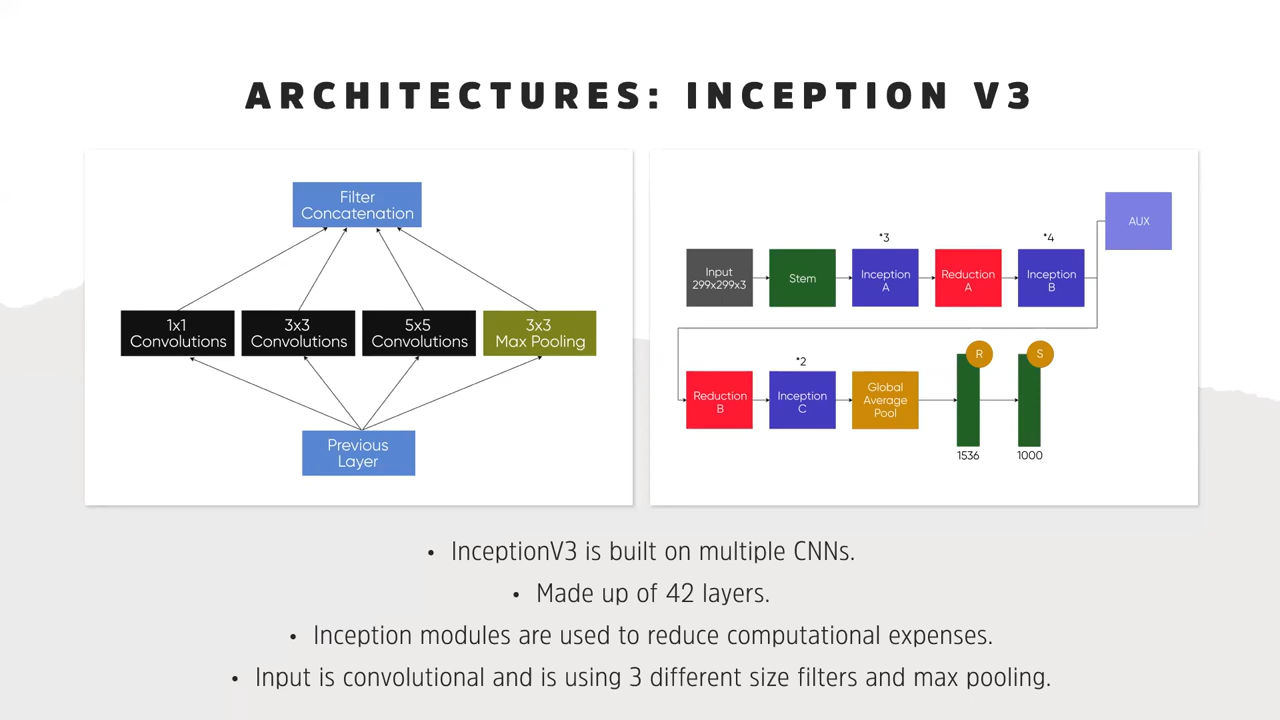 ARCHITECTURES: INCEPTION V3
Filter
Concatenation
1x1
Convolutions
3x3
Convolutions
5x5
Convolutions
3x3
Max Pooling
Previous
Layer
AUX
*3
*4
Input
299x299x3
Stem
Inception
A
Reduction
A
Inception
B
*2
Reduction
B
Inception
C
Global
Average
Pool
R
S
1536
1000
• InceptionV3 is built on multiple CNNs.
• Made up of 42 layers.
• Inception modules are used to reduce computational expenses.
• Input is convolutional and is using 3 different size filters and max pooling.